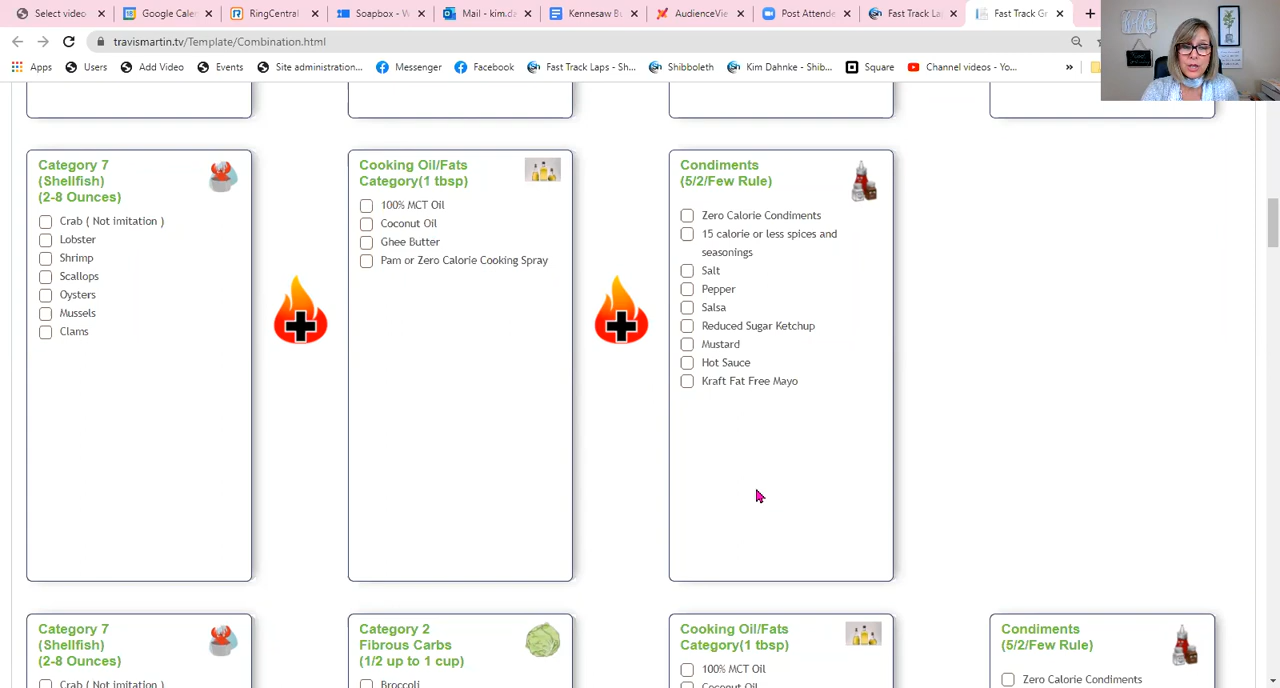 Select video
Google Cale
RingCentral
Soapbox - W
Mail - kim.da
Kennesaw Bu
AudienceVie
Post Attende
Fast Track La
Fast Track Gr
travismartin.tv/Template/Combination.html
Apps
Users
Add Video
Events
Site administration...
Messenger
Fast Track Laps - Sh...
Shibboleth
Kim Dahnke - Shib...
Square
Channel videos - Yo...
»
Category 7
(Shellfish)
(2-8 Ounces)
Crab ( Not imitation )
Lobster
Shrimp
Scallops
Oysters
Mussels
Clams
Cooking Oil/Fats
Category(1 tbsp)
100% MCT Oil
Coconut Oil
Ghee Butter
Pam or Zero Calorie Cooking Spray
Condiments
(5/2/Few Rule)
Zero Calorie Condiments
15 calorie or less spices and
seasonings
Salt
Pepper
Salsa
Reduced Sugar Ketchup
Mustard
Hot Sauce
Kraft Fat Free Mayo
Category 7
(Shellfish)
(2-8 Ounces)
Crab ( Not imitation )
Category 2
Fibrous Carbs
(1/2 up to 1 cup)
Broccoli
Cooking Oil/Fats
Category(1 tbsp)
100% MCT Oil
Coconut Oil
Condiments
(5/2/Few Rule)
Zero Calorie Condiments